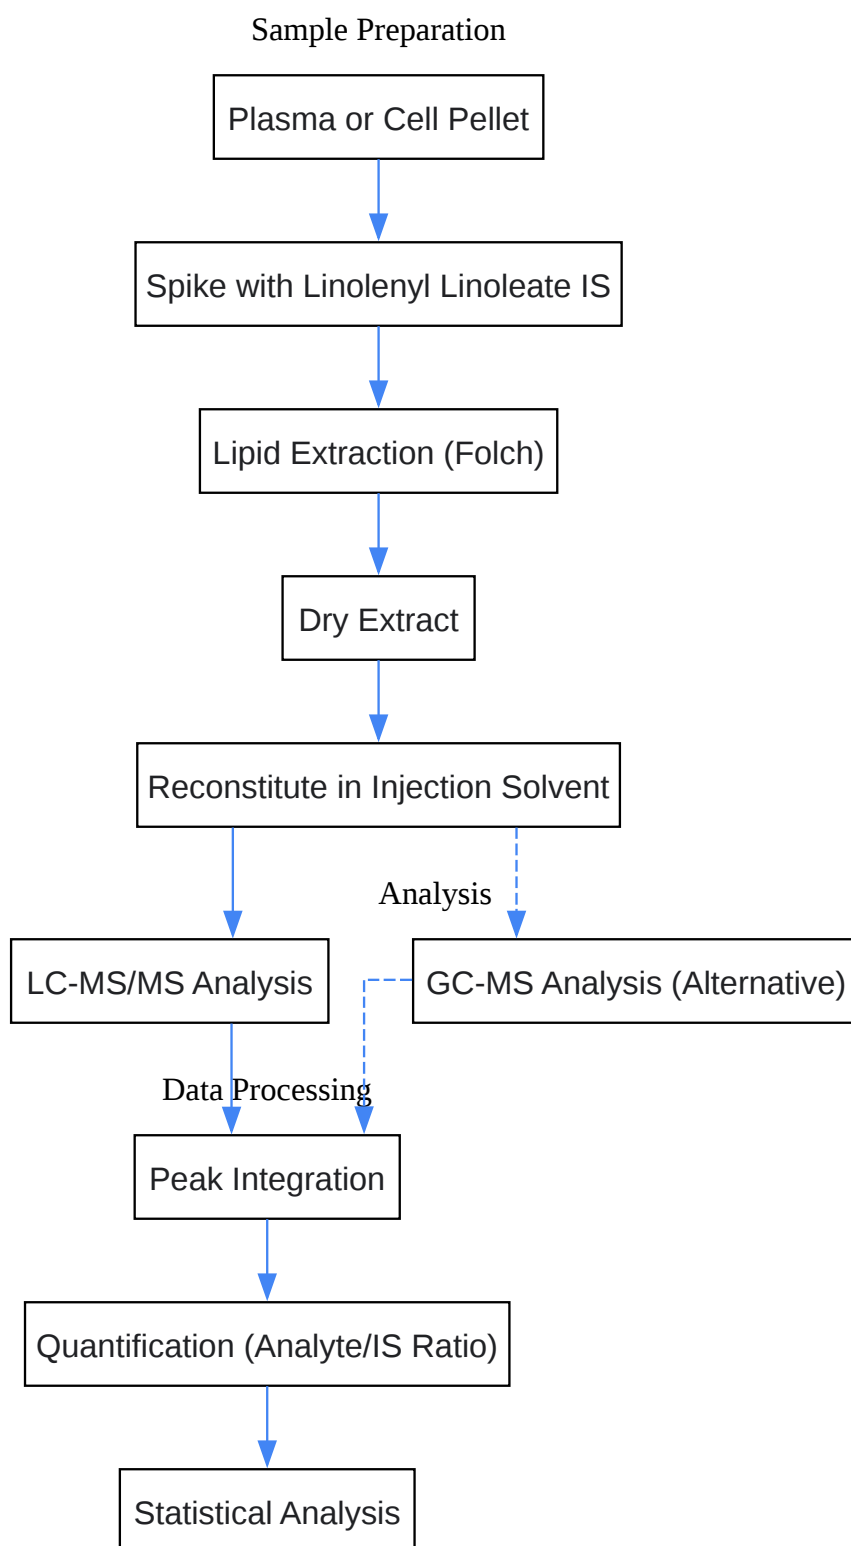 Sample Preparation
Plasma or Cell Pellet
Spike with Linolenyl Linoleate IS
Lipid Extraction (Folch)
Dry Extract
Reconstitute in Injection Solvent
Analysis
LC-MS/MS Analysis
GC-MS Analysis (Alternative)
Data Processing
Peak Integration
Quantification (Analyte/IS Ratio)
Statistical Analysis